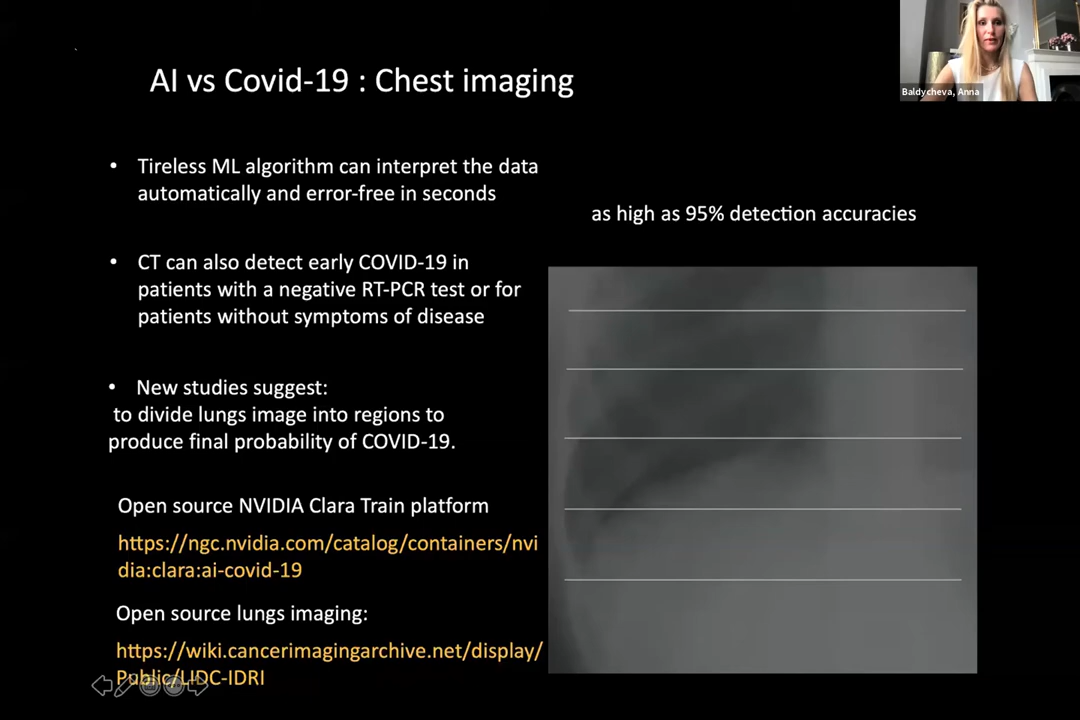 Baldycheva, Anna
AI vs Covid-19 : Chest imaging
• Tireless ML algorithm can interpret the data
automatically and error-free in seconds
as high as 95% detection accuracies
• CT can also detect early COVID-19 in
patients with a negative RT-PCR test or for
patients without symptoms of disease
• New studies suggest:
to divide lungs image into regions to
produce final probability of COVID-19.
Open source NVIDIA Clara Train platform
https://ngc.nvidia.com/catalog/containers/nvi
dia:clara:ai-covid-19
Open source lungs imaging:
https://wiki.cancerimagingarchive.net/display/
Public/LIDC-IDRI